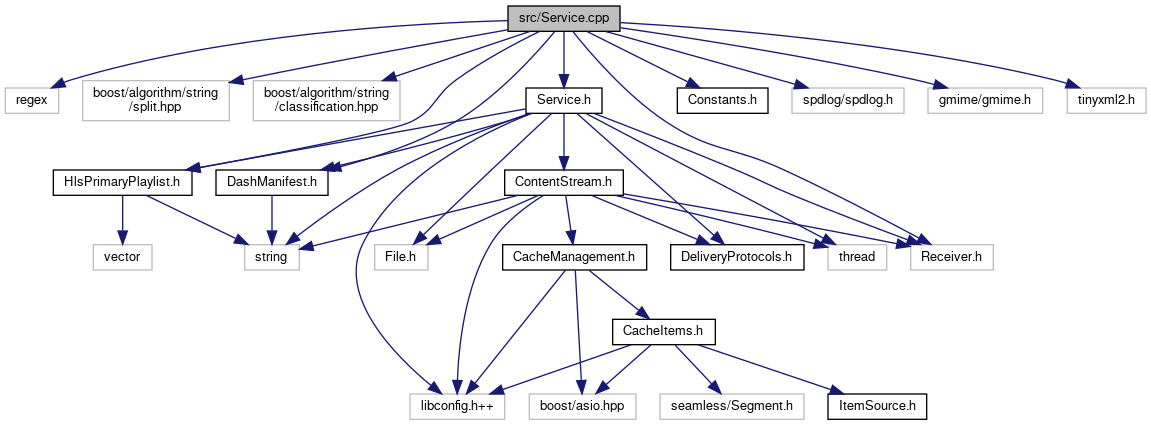 src/Service.cpp
regex
boost/algorithm/string
/split.hpp
boost/algorithm/string
/classification.hpp
Service.h
Constants.h
spdlog/spdlog.h
gmime/gmime.h
tinyxml2.h
HlsPrimaryPlaylist.h
DashManifest.h
ContentStream.h
vector
string
File.h
CacheManagement.h
DeliveryProtocols.h
thread
Receiver.h
CacheItems.h
libconfig.h++
boost/asio.hpp
seamless/Segment.h
ItemSource.h